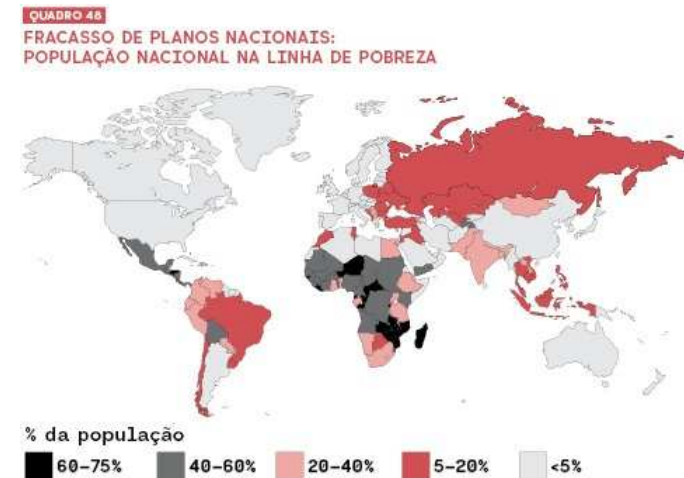 QUADRO 48
FRACASSO DE PLANOS NACIONAIS:
POPULAÇÃO NACIONAL NA LINHA DE POBREZA
% da população
60-75% 40-60% 20-40% 5-20% <5%